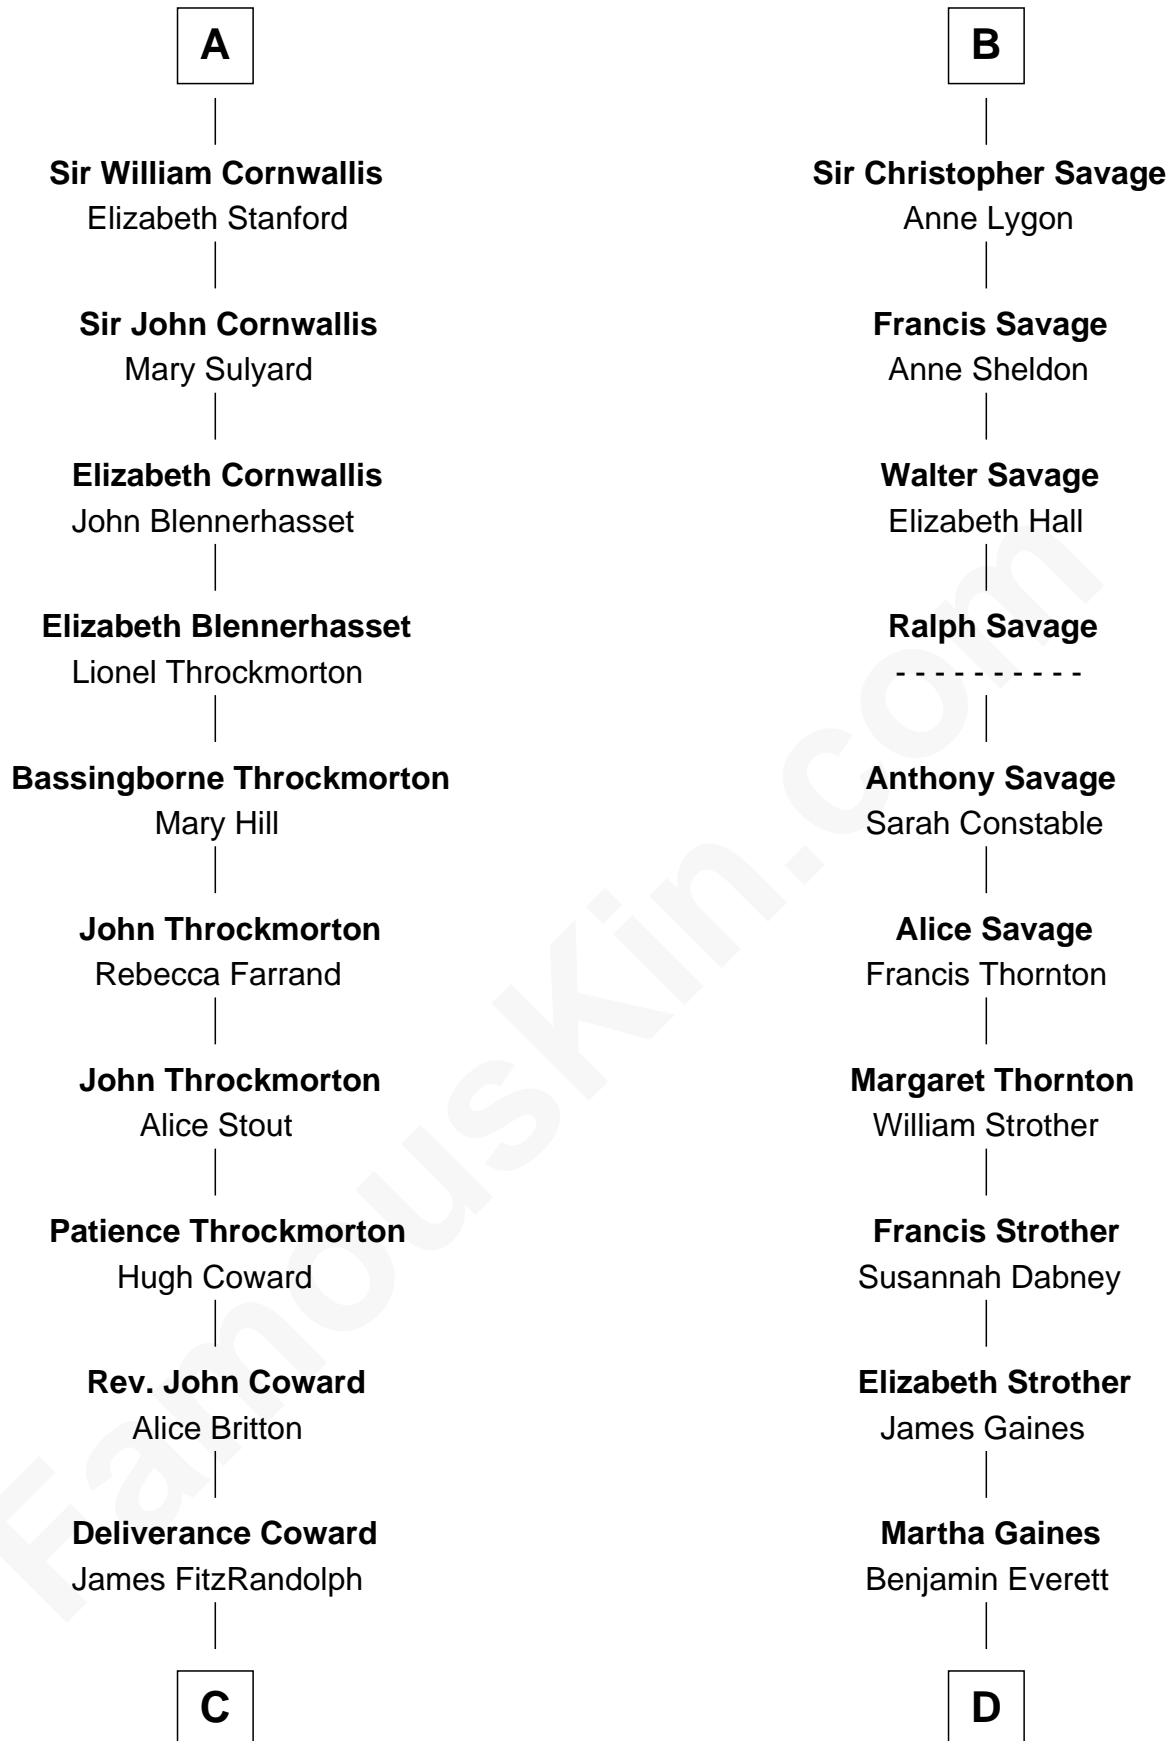 A
Sir William Cornwallis
Elizabeth Stanford
Sir John Cornwallis
Mary Sulyard
Elizabeth Cornwallis
John Blennerhasset
Elizabeth Blennerhasset
Lionel Throckmorton
Bassingborne Throckmorton
Mary Hill
John Throckmorton
Rebecca Farrand
John Throckmorton
Alice Stout
Patience Throckmorton
Hugh Coward
Rev. John Coward
Alice Britton
Deliverance Coward
James FitzRandolph
C
B
Sir Christopher Savage
Anne Lygon
Francis Savage
Anne Sheldon
Walter Savage
Elizabeth Hall
Ralph Savage
- - - - - - - - - -
Anthony Savage
Sarah Constable
Alice Savage
Francis Thornton
Margaret Thornton
William Strother
Francis Strother
Susannah Dabney
Elizabeth Strother
James Gaines
Martha Gaines
Benjamin Everett
D
FamousKin.com